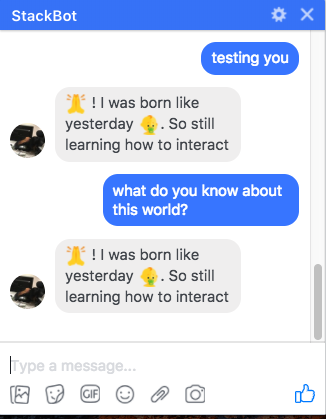 StackBot
testing you
🙏 ! I was born like
yesterday 👶. So still
learning how to interact
what do you know about
this world?
🙏 ! I was born like
yesterday 👶. So still
learning how to interact
Type a message...
GIF